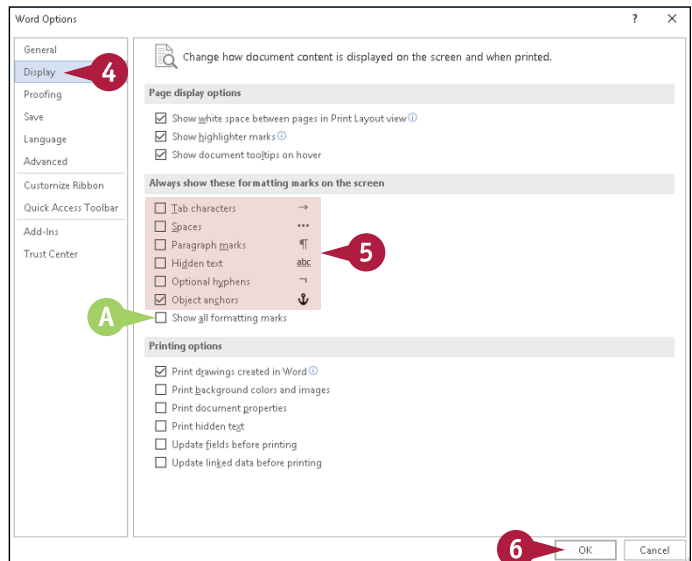 Word Options ? ✕
General
Display
Proofing
Save
Language
Advanced
Customize Ribbon
Quick Access Toolbar
Add-Ins
Trust Center
4
Change how document content is displayed on the screen and when printed.
Page display options
Show white space between pages in Print Layout view
Show highlighter marks
Show document tooltips on hover
Always show these formatting marks on the screen
Tab characters →
Spaces •••
Paragraph marks ¶
Hidden text abc
Optional hyphens ¬
Object anchors
5
A
Show all formatting marks
Printing options
Print drawings created in Word
Print background colors and images
Print document properties
Print hidden text
Update fields before printing
Update linked data before printing
6
OK Cancel